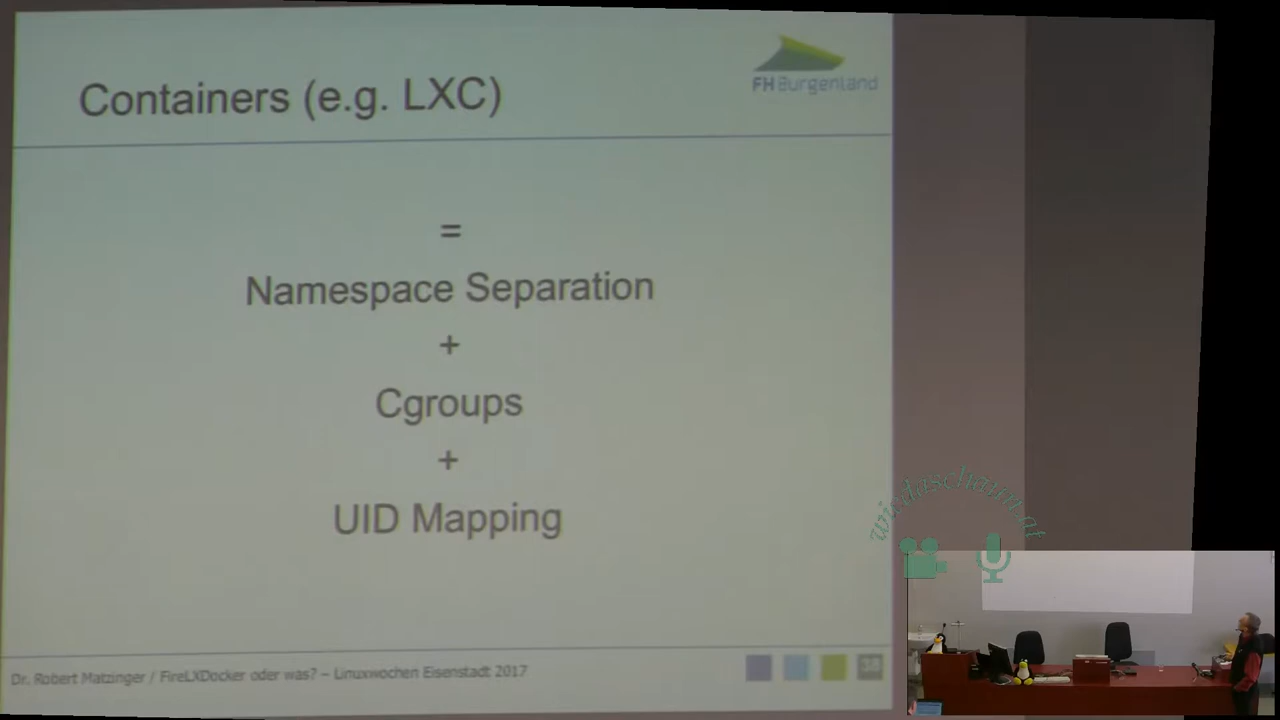 Containers (e.g. LXC)
FH Burgenland
=
Namespace Separation
+
Cgroups
+
UID Mapping
Dr. Robert Matzinger / FireLXDocker oder was? – Linuxwochen Eisenstadt 2017
wiedaschaun.at